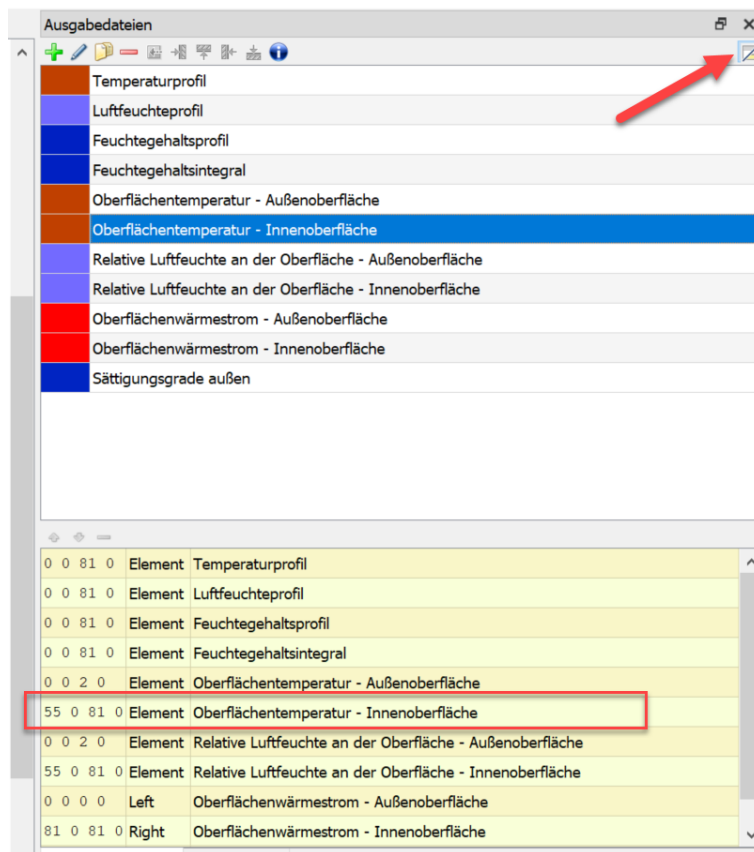 Ausgabedateien
Temperaturprofil
Luftfeuchteprofil
Feuchtegehaltsprofil
Feuchtegehaltsintegral
Oberflächentemperatur - Außenoberfläche
Oberflächentemperatur - Innenoberfläche
Relative Luftfeuchte an der Oberfläche - Außenoberfläche
Relative Luftfeuchte an der Oberfläche - Innenoberfläche
Oberflächenwärmestrom - Außenoberfläche
Oberflächenwärmestrom - Innenoberfläche
Sättigungsgrade außen
0 0 81 0 Element Temperaturprofil
0 0 81 0 Element Luftfeuchteprofil
0 0 81 0 Element Feuchtegehaltsprofil
0 0 81 0 Element Feuchtegehaltsintegral
0 0 2 0 Element Oberflächentemperatur - Außenoberfläche
55 0 81 0 Element Oberflächentemperatur - Innenoberfläche
0 0 2 0 Element Relative Luftfeuchte an der Oberfläche - Außenoberfläche
55 0 81 0 Element Relative Luftfeuchte an der Oberfläche - Innenoberfläche
0 0 0 0 Left Oberflächenwärmestrom - Außenoberfläche
81 0 81 0 Right Oberflächenwärmestrom - Innenoberfläche